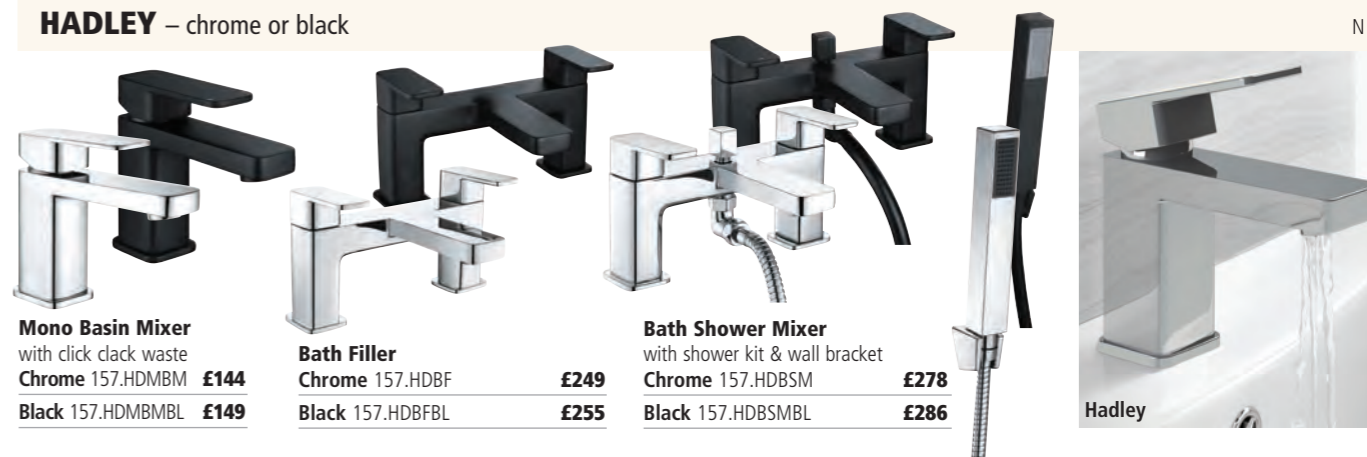 HADLEY – chrome or black
N
Mono Basin Mixer
with click clack waste
Chrome 157.HDMBM £144
Black 157.HDMBMBL £149
Bath Filler
Chrome 157.HDBF £249
Black 157.HDBFBL £255
Bath Shower Mixer
with shower kit & wall bracket
Chrome 157.HDBSM £278
Black 157.HDBSMBL £286
Hadley